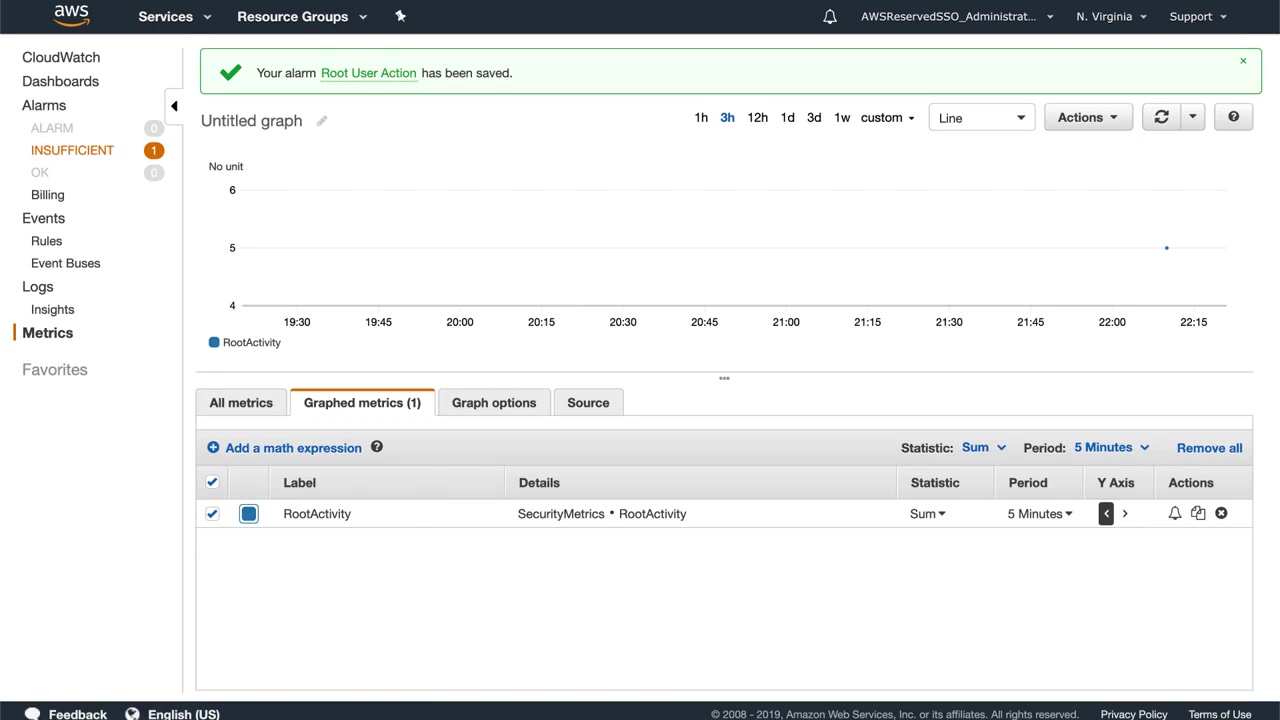 aws
Services
Resource Groups
AWSReservedSSO_Administrat...
N. Virginia
Support
CloudWatch
Dashboards
Alarms
ALARM 0
INSUFFICIENT 1
OK 0
Billing
Events
Rules
Event Buses
Logs
Insights
Metrics
Favorites
Your alarm Root User Action has been saved.
×
Untitled graph
1h 3h 12h 1d 3d 1w custom
Line
Actions
?
No unit
6
5
4
19:30 19:45 20:00 20:15 20:30 20:45 21:00 21:15 21:30 21:45 22:00 22:15
RootActivity
All metrics
Graphed metrics (1)
Graph options
Source
Add a math expression ?
Statistic: Sum
Period: 5 Minutes
Remove all
Label Details Statistic Period Y Axis Actions
RootActivity SecurityMetrics • RootActivity Sum 5 Minutes < >
Feedback
English (US)
© 2008 - 2019, Amazon Web Services, Inc. or its affiliates. All rights reserved.
Privacy Policy
Terms of Use